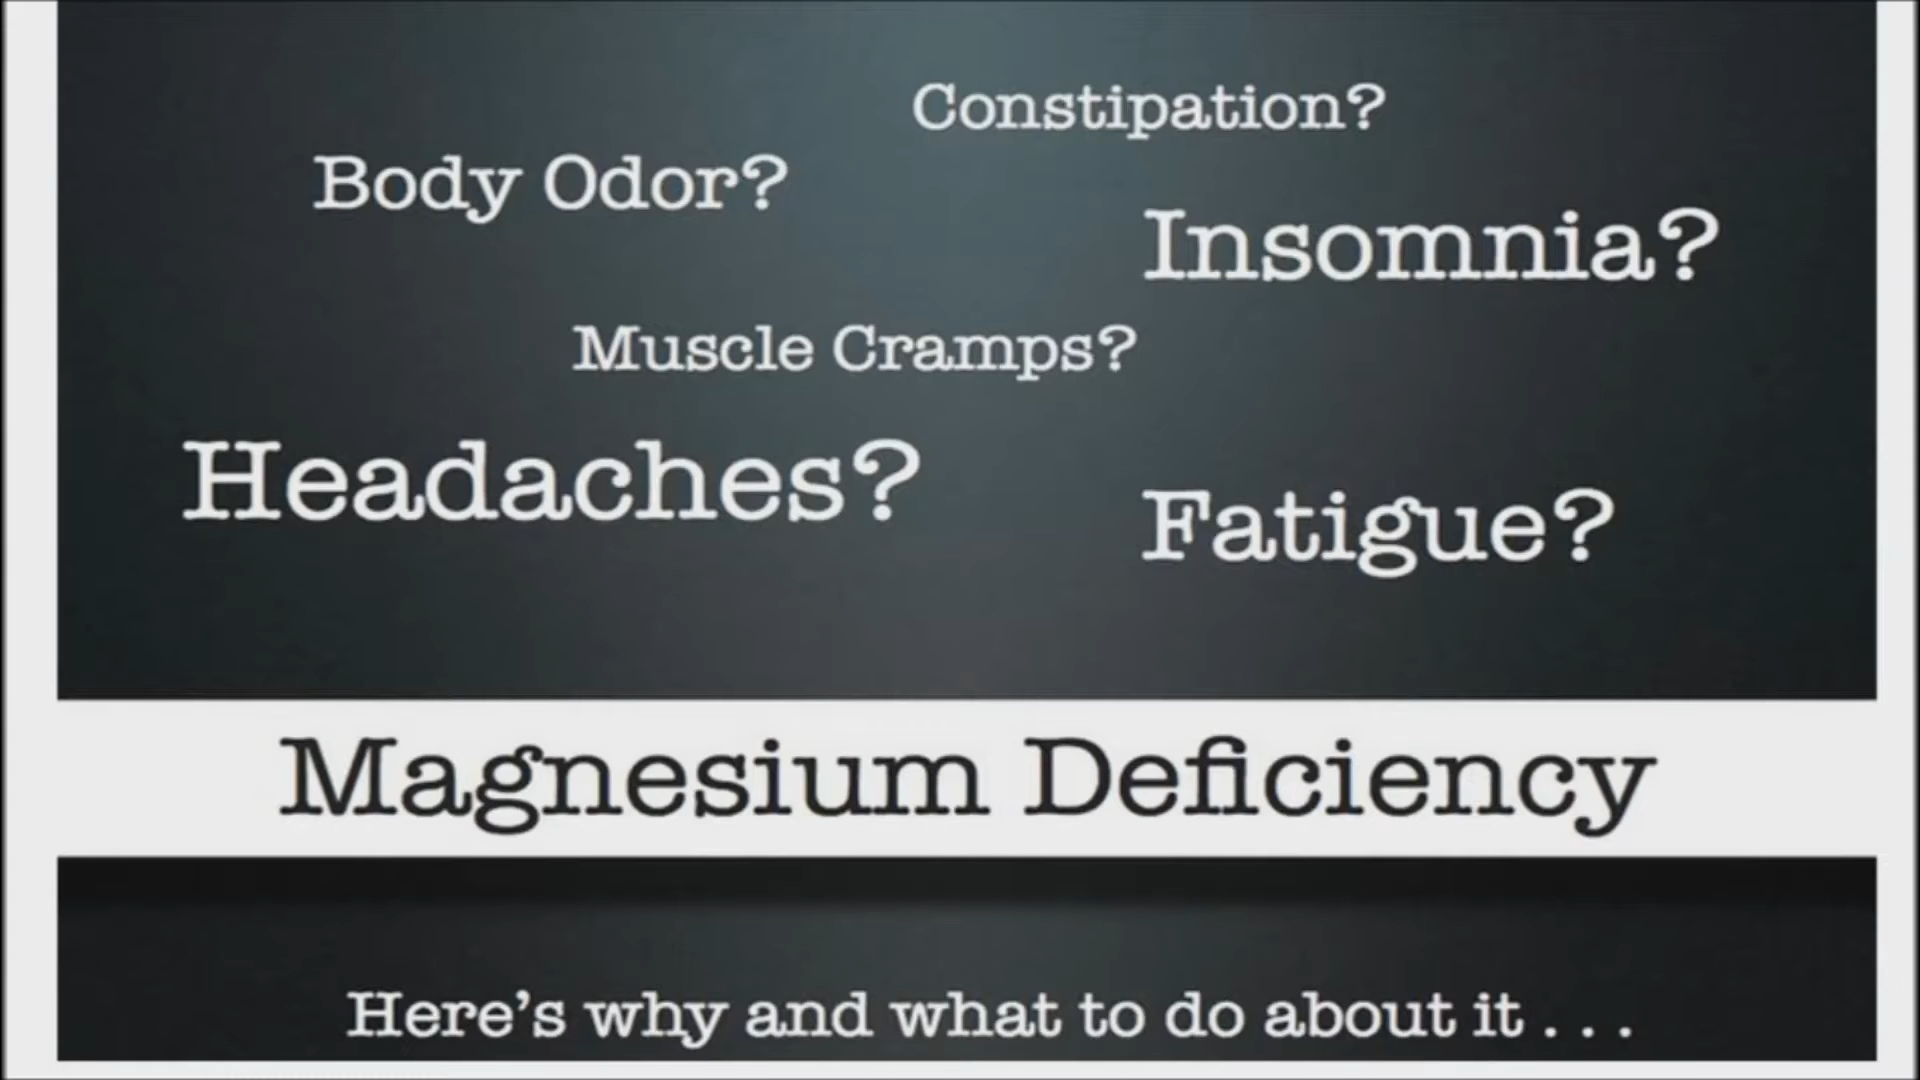 Constipation?
Body Odor?
Insomnia?
Muscle Cramps?
Headaches?
Fatigue?
Magnesium Deficiency
Here's why and what to do about it . . .